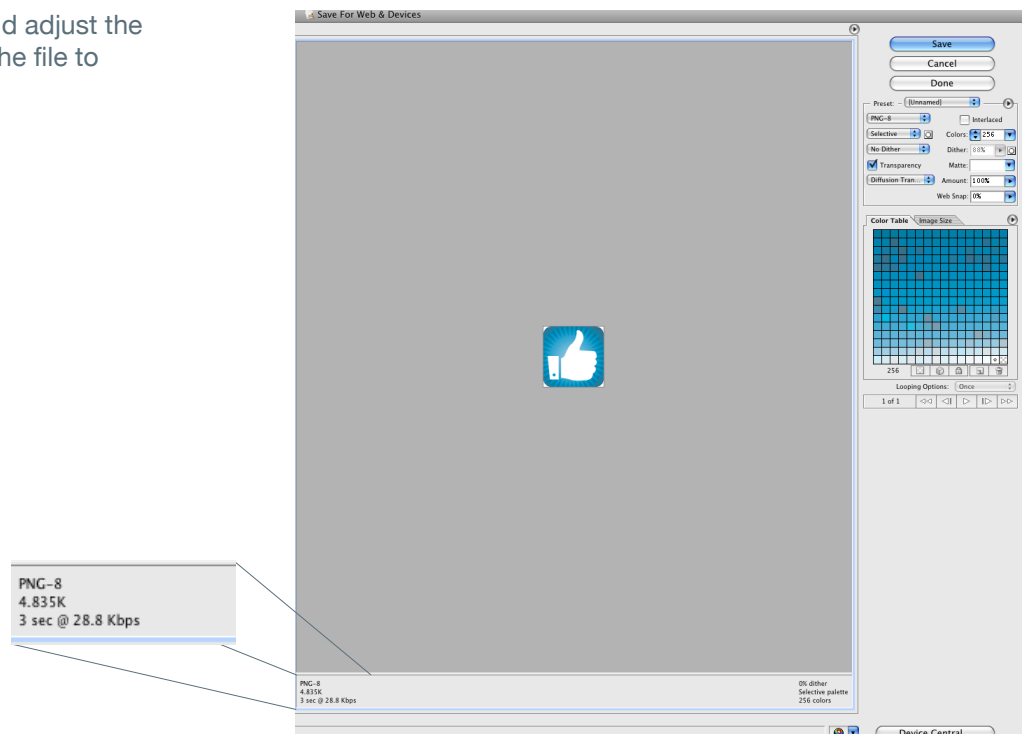 d adjust the
he file to
Save For Web & Devices
Save
Cancel
Done
Preset: [Unnamed]
PNG-8 Interlaced
Selective Colors: 256
No Dither Dither: 88%
Transparency Matte:
Diffusion Tran... Amount: 100%
Web Snap: 0%
Color Table Image Size
256
Looping Options: Once
1 of 1
PNG-8
4.835K
3 sec @ 28.8 Kbps
PNG-8
4.835K
3 sec @ 28.8 Kbps
0% dither
Selective palette
256 colors
Device Central